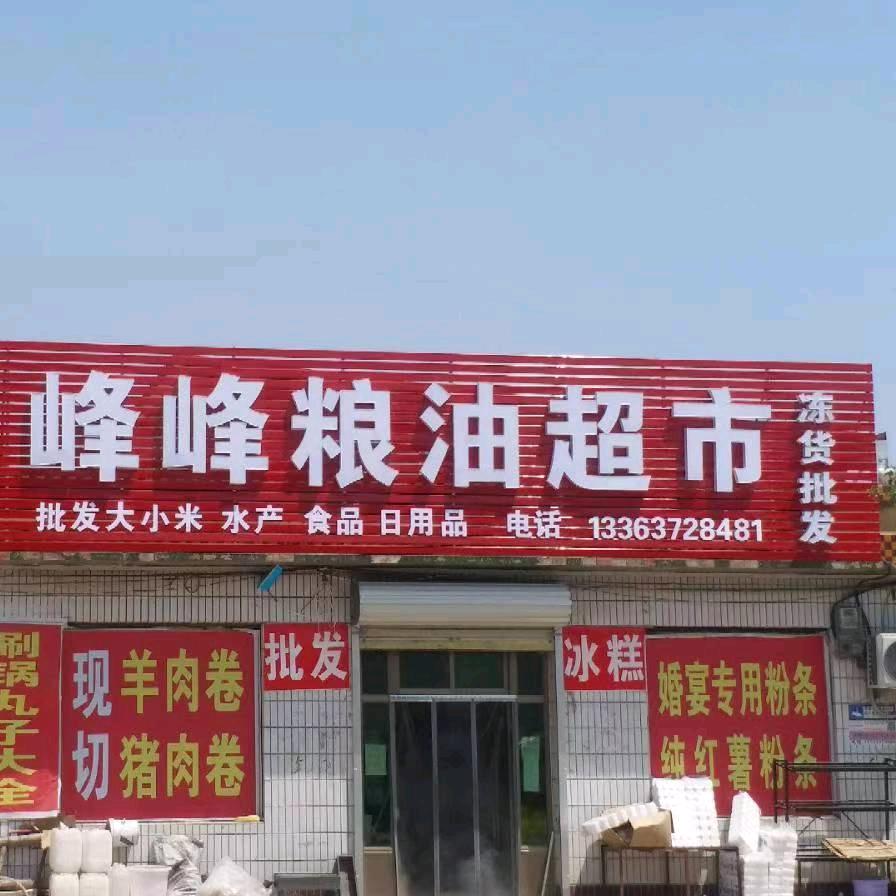 峰峰粮油超市
冻货批发
批发大小米 水产 食品 日用品 电话 13363728481
涮锅丸子大全
现切
羊肉卷
猪肉卷
批发
冰糕
婚宴专用粉条
纯红薯粉条